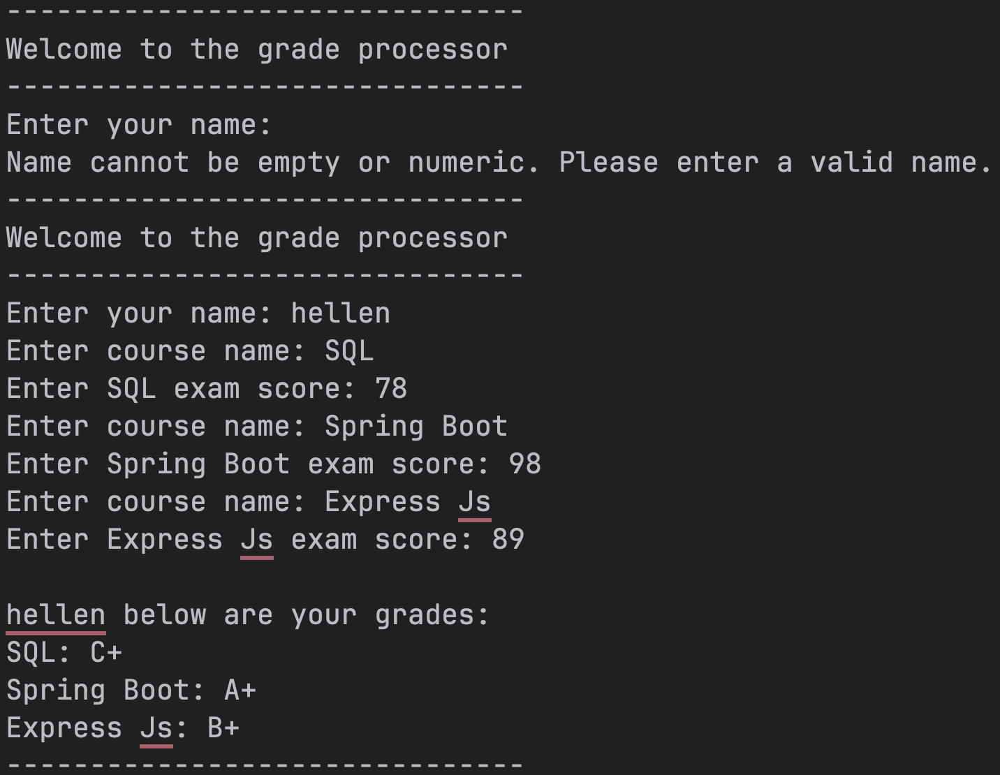 -------------------------------
Welcome to the grade processor
-------------------------------
Enter your name:
Name cannot be empty or numeric. Please enter a valid name.
-------------------------------
Welcome to the grade processor
-------------------------------
Enter your name: hellen
Enter course name: SQL
Enter SQL exam score: 78
Enter course name: Spring Boot
Enter Spring Boot exam score: 98
Enter course name: Express Js
Enter Express Js exam score: 89

hellen below are your grades:
SQL: C+
Spring Boot: A+
Express Js: B+
-------------------------------